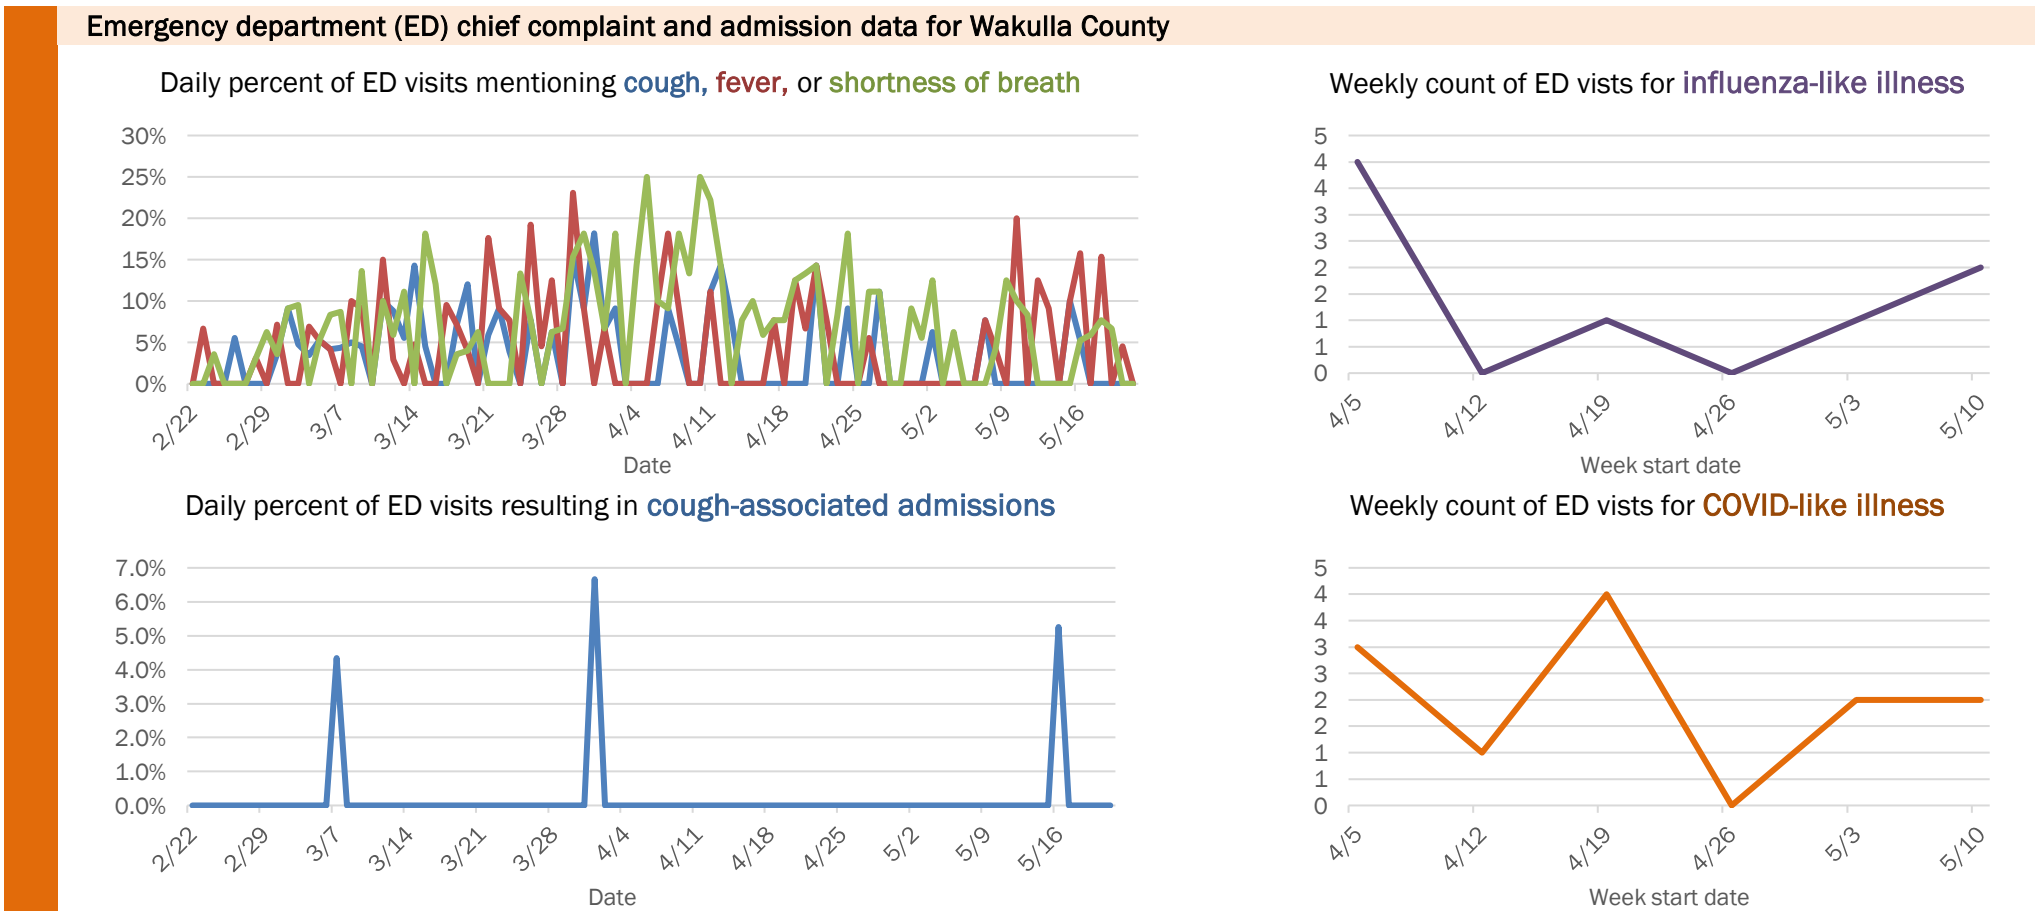 Emergency department (ED) chief complaint and admission data for Wakulla County
Daily percent of ED visits mentioning cough, fever, or shortness of breath
30%
25%
20%
15%
10%
5%
0%
2/22 2/29 3/7 3/14 3/21 3/28 4/4 4/11 4/18 4/25 5/2 5/9 5/16
Date
Weekly count of ED vists for influenza-like illness
5
4
4
3
3
2
2
1
1
0
4/5 4/12 4/19 4/26 5/3 5/10
Week start date
Daily percent of ED visits resulting in cough-associated admissions
7.0%
6.0%
5.0%
4.0%
3.0%
2.0%
1.0%
0.0%
2/22 2/29 3/7 3/14 3/21 3/28 4/4 4/11 4/18 4/25 5/2 5/9 5/16
Date
Weekly count of ED vists for COVID-like illness
5
4
4
3
3
2
2
1
1
0
4/5 4/12 4/19 4/26 5/3 5/10
Week start date